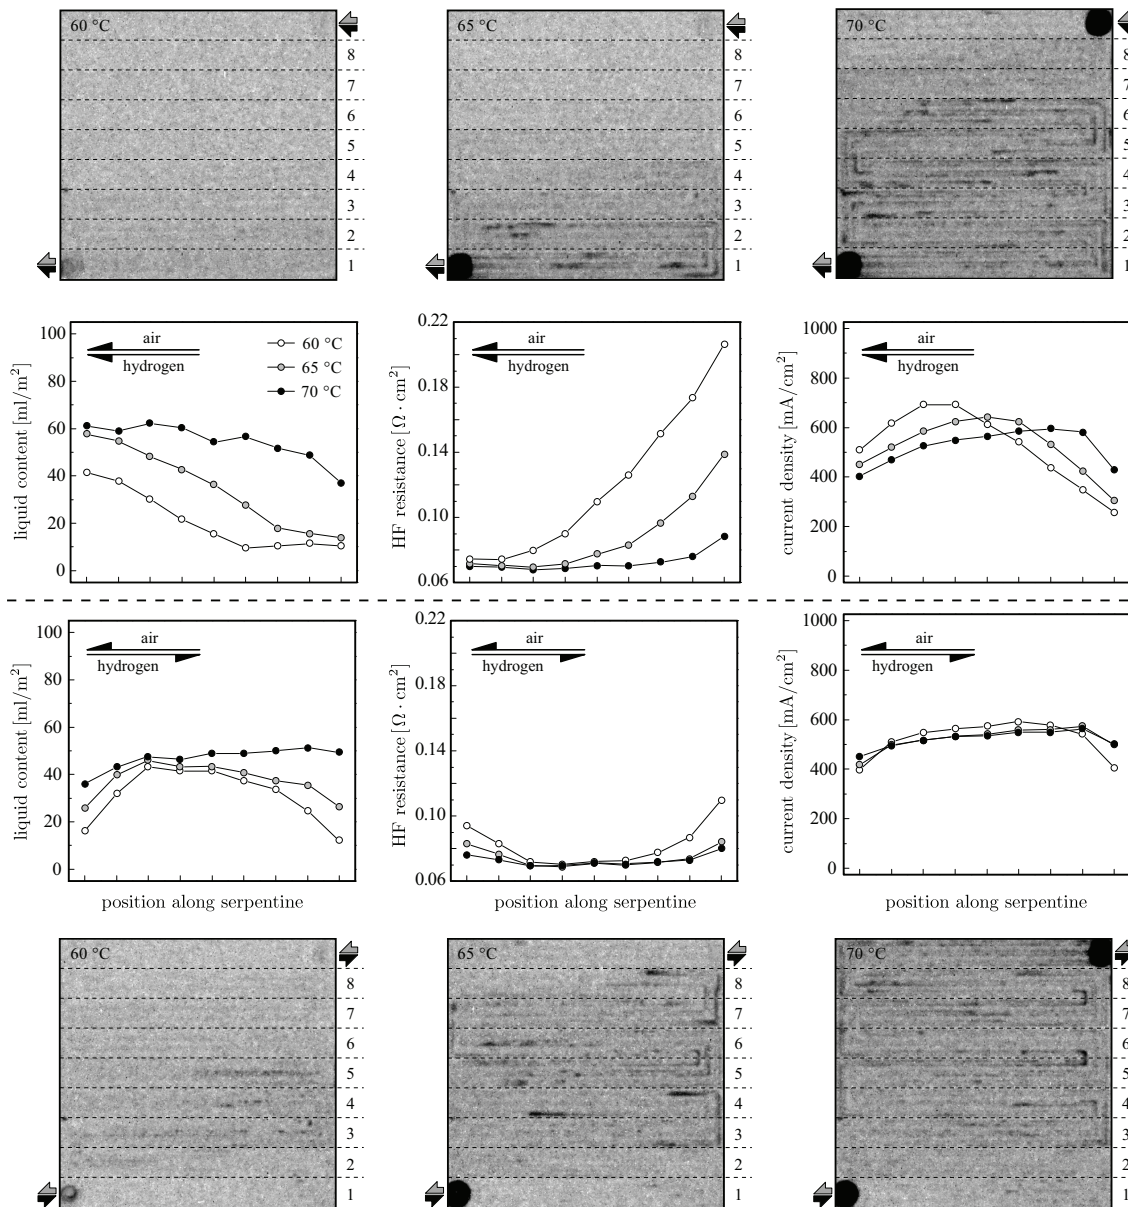 60 °C
65 °C
70 °C
8 8 8
7 7 7
6 6 6
5 5 5
4 4 4
3 3 3
2 2 2
1 1 1
liquid content [ml/m²]
100
80
60
40
20
0
air
hydrogen
60 °C
65 °C
70 °C
HF resistance [Ω · cm²]
0.22
0.18
0.14
0.10
0.06
air
hydrogen
current density [mA/cm²]
1000
800
600
400
200
0
air
hydrogen
liquid content [ml/m²]
100
80
60
40
20
0
air
hydrogen
position along serpentine
HF resistance [Ω · cm²]
0.22
0.18
0.14
0.10
0.06
air
hydrogen
position along serpentine
current density [mA/cm²]
1000
800
600
400
200
0
air
hydrogen
position along serpentine
60 °C
65 °C
70 °C
8 8 8
7 7 7
6 6 6
5 5 5
4 4 4
3 3 3
2 2 2
1 1 1